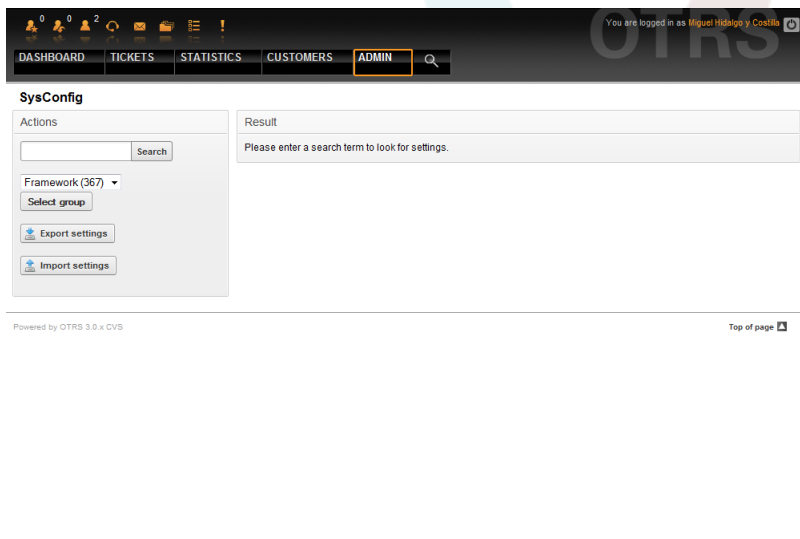 OTRS
You are logged in as Miguel Hidalgo y Costilla
0 0 2
DASHBOARD TICKETS STATISTICS CUSTOMERS ADMIN
SysConfig
Actions
Search
Framework (367)
Select group
Export settings
Import settings
Result
Please enter a search term to look for settings.
Powered by OTRS 3.0.x CVS
Top of page